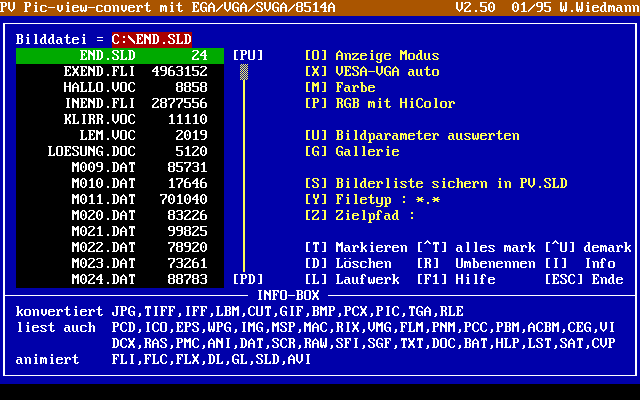 PV Pic-view-convert mit EGA/VGA/SVGA/8514A V2.50 01/95 W.Wiedmann
Bilddatei = C:\END.SLD
END.SLD 24 [PU] [O] Anzeige Modus
EXEND.FLI 4963152 [X] VESA-VGA auto
HALLO.VOC 8858 [M] Farbe
INEND.FLI 2877556 [P] RGB mit HiColor
KLIRR.VOC 11110
LEM.VOC 2019 [U] Bildparameter auswerten
LOESUNG.DOC 5120 [G] Gallerie
M009.DAT 85731
M010.DAT 17646 [S] Bilderliste sichern in PV.SLD
M011.DAT 701040 [Y] Filetyp : *.*
M020.DAT 83226 [Z] Zielpfad :
M021.DAT 99825
M022.DAT 78920 [T] Markieren [^T] alles mark [^U] demark
M023.DAT 73261 [D] Löschen [R] Umbenennen [I] Info
M024.DAT 88783 [PD] [L] Laufwerk [F1] Hilfe [ESC] Ende
INFO-BOX
konvertiert JPG,TIFF,IFF,LBM,CUT,GIF,BMP,PCX,PIC,TGA,RLE
liest auch PCD,ICO,EPS,WPG,IMG,MSP,MAC,RIX,VMG,FLM,PNM,PCC,PBM,ACBM,CEG,VI
DCX,RAS,PMC,ANI,DAT,SCR,RAW,SFI,SGF,TXT,DOC,BAT,HLP,LST,SAT,CVP
animiert FLI,FLC,FLX,DL,GL,SLD,AVI